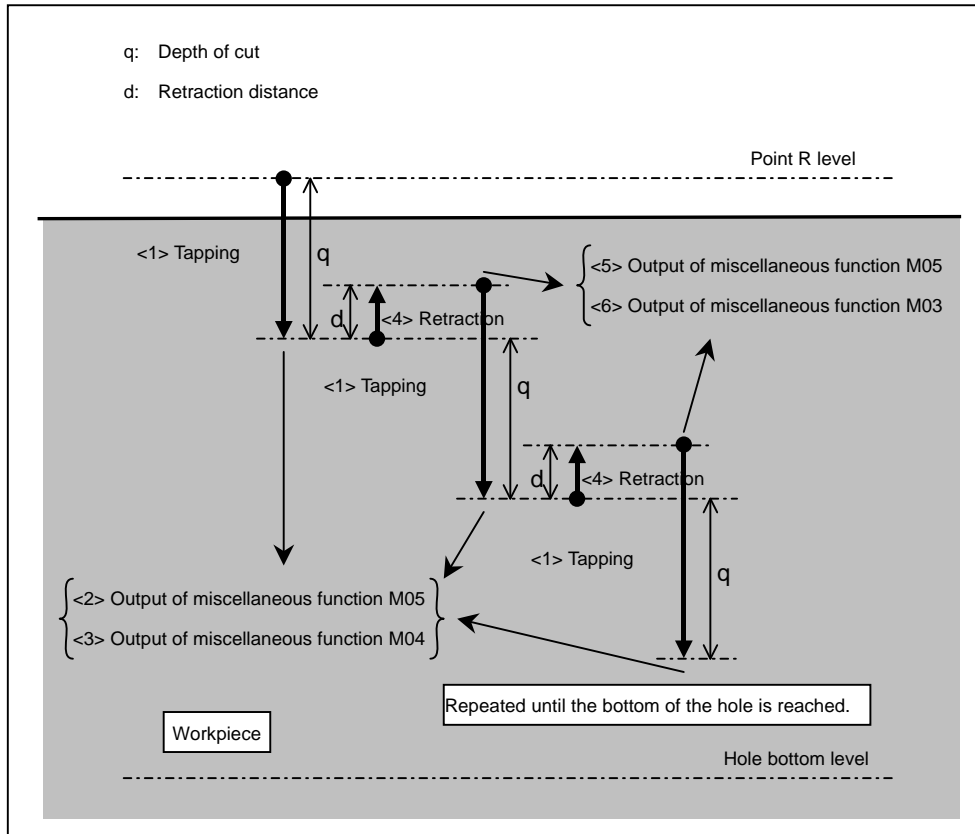 q: Depth of cut
d: Retraction distance
Point R level
<1> Tapping
q
<5> Output of miscellaneous function M05
<6> Output of miscellaneous function M03
d
<4> Retraction
<1> Tapping
q
d
<4> Retraction
<1> Tapping
q
<2> Output of miscellaneous function M05
<3> Output of miscellaneous function M04
Repeated until the bottom of the hole is reached.
Workpiece
Hole bottom level